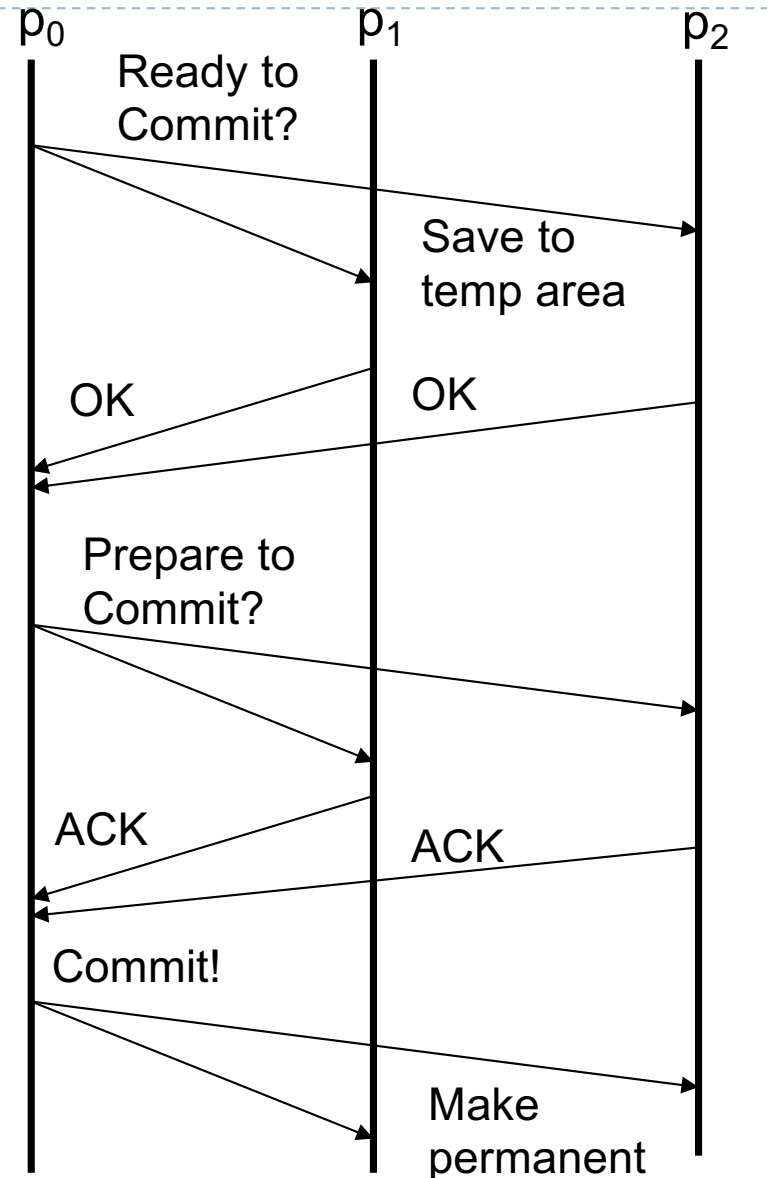 p₀
p₁
p₂
Ready to
Commit?
Save to
temp area
OK
OK
Prepare to
Commit?
ACK
ACK
Commit!
Make
permanent